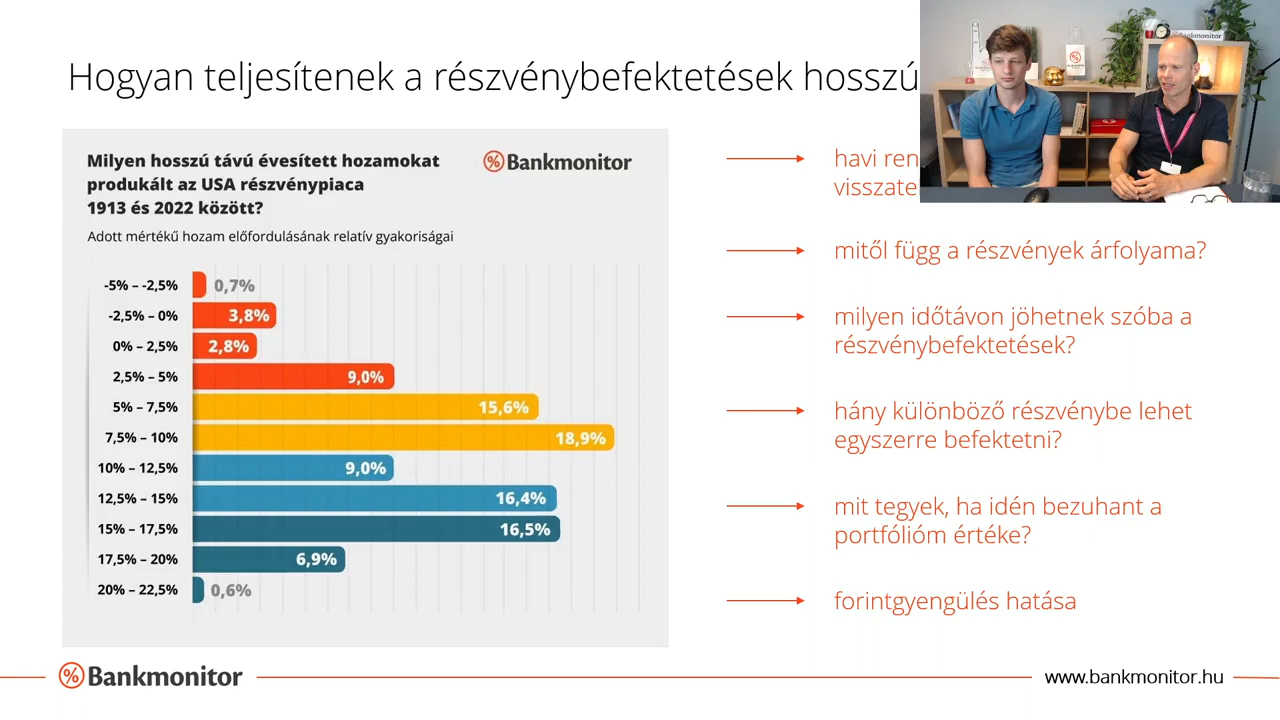 Hogyan teljesítenek a részvénybefektetések hosszú
Milyen hosszú távú évesített hozamokat
produkált az USA részvénypiaca
1913 és 2022 között?
Bankmonitor
Adott mértékű hozam előfordulásának relatív gyakoriságai
-5% – -2,5% 0,7%
-2,5% – 0% 3,8%
0% – 2,5% 2,8%
2,5% – 5% 9,0%
5% – 7,5% 15,6%
7,5% – 10% 18,9%
10% – 12,5% 9,0%
12,5% – 15% 16,4%
15% – 17,5% 16,5%
17,5% – 20% 6,9%
20% – 22,5% 0,6%
havi ren
visszate
mitől függ a részvények árfolyama?
milyen időtávon jöhetnek szóba a
részvénybefektetések?
hány különböző részvénybe lehet
egyszerre befektetni?
mit tegyek, ha idén bezuhant a
portfólióm értéke?
forintgyengülés hatása
Bankmonitor
www.bankmonitor.hu
Bankmonitor